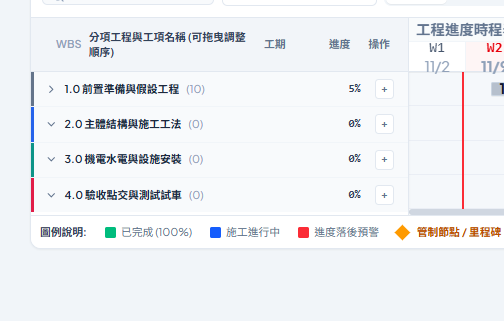 WBS 分項工程與工項名稱 (可拖曳調整順序) 工期 進度 操作
工程進度時程
W1 W2
11/2 11/9
1.0 前置準備與假設工程 (10) 5% +
2.0 主體結構與施工工法 (0) 0% +
3.0 機電水電與設施安裝 (0) 0% +
4.0 驗收點交與測試試車 (0) 0% +
圖例說明: 已完成 (100%) 施工進行中 進度落後預警 管制節點 / 里程碑